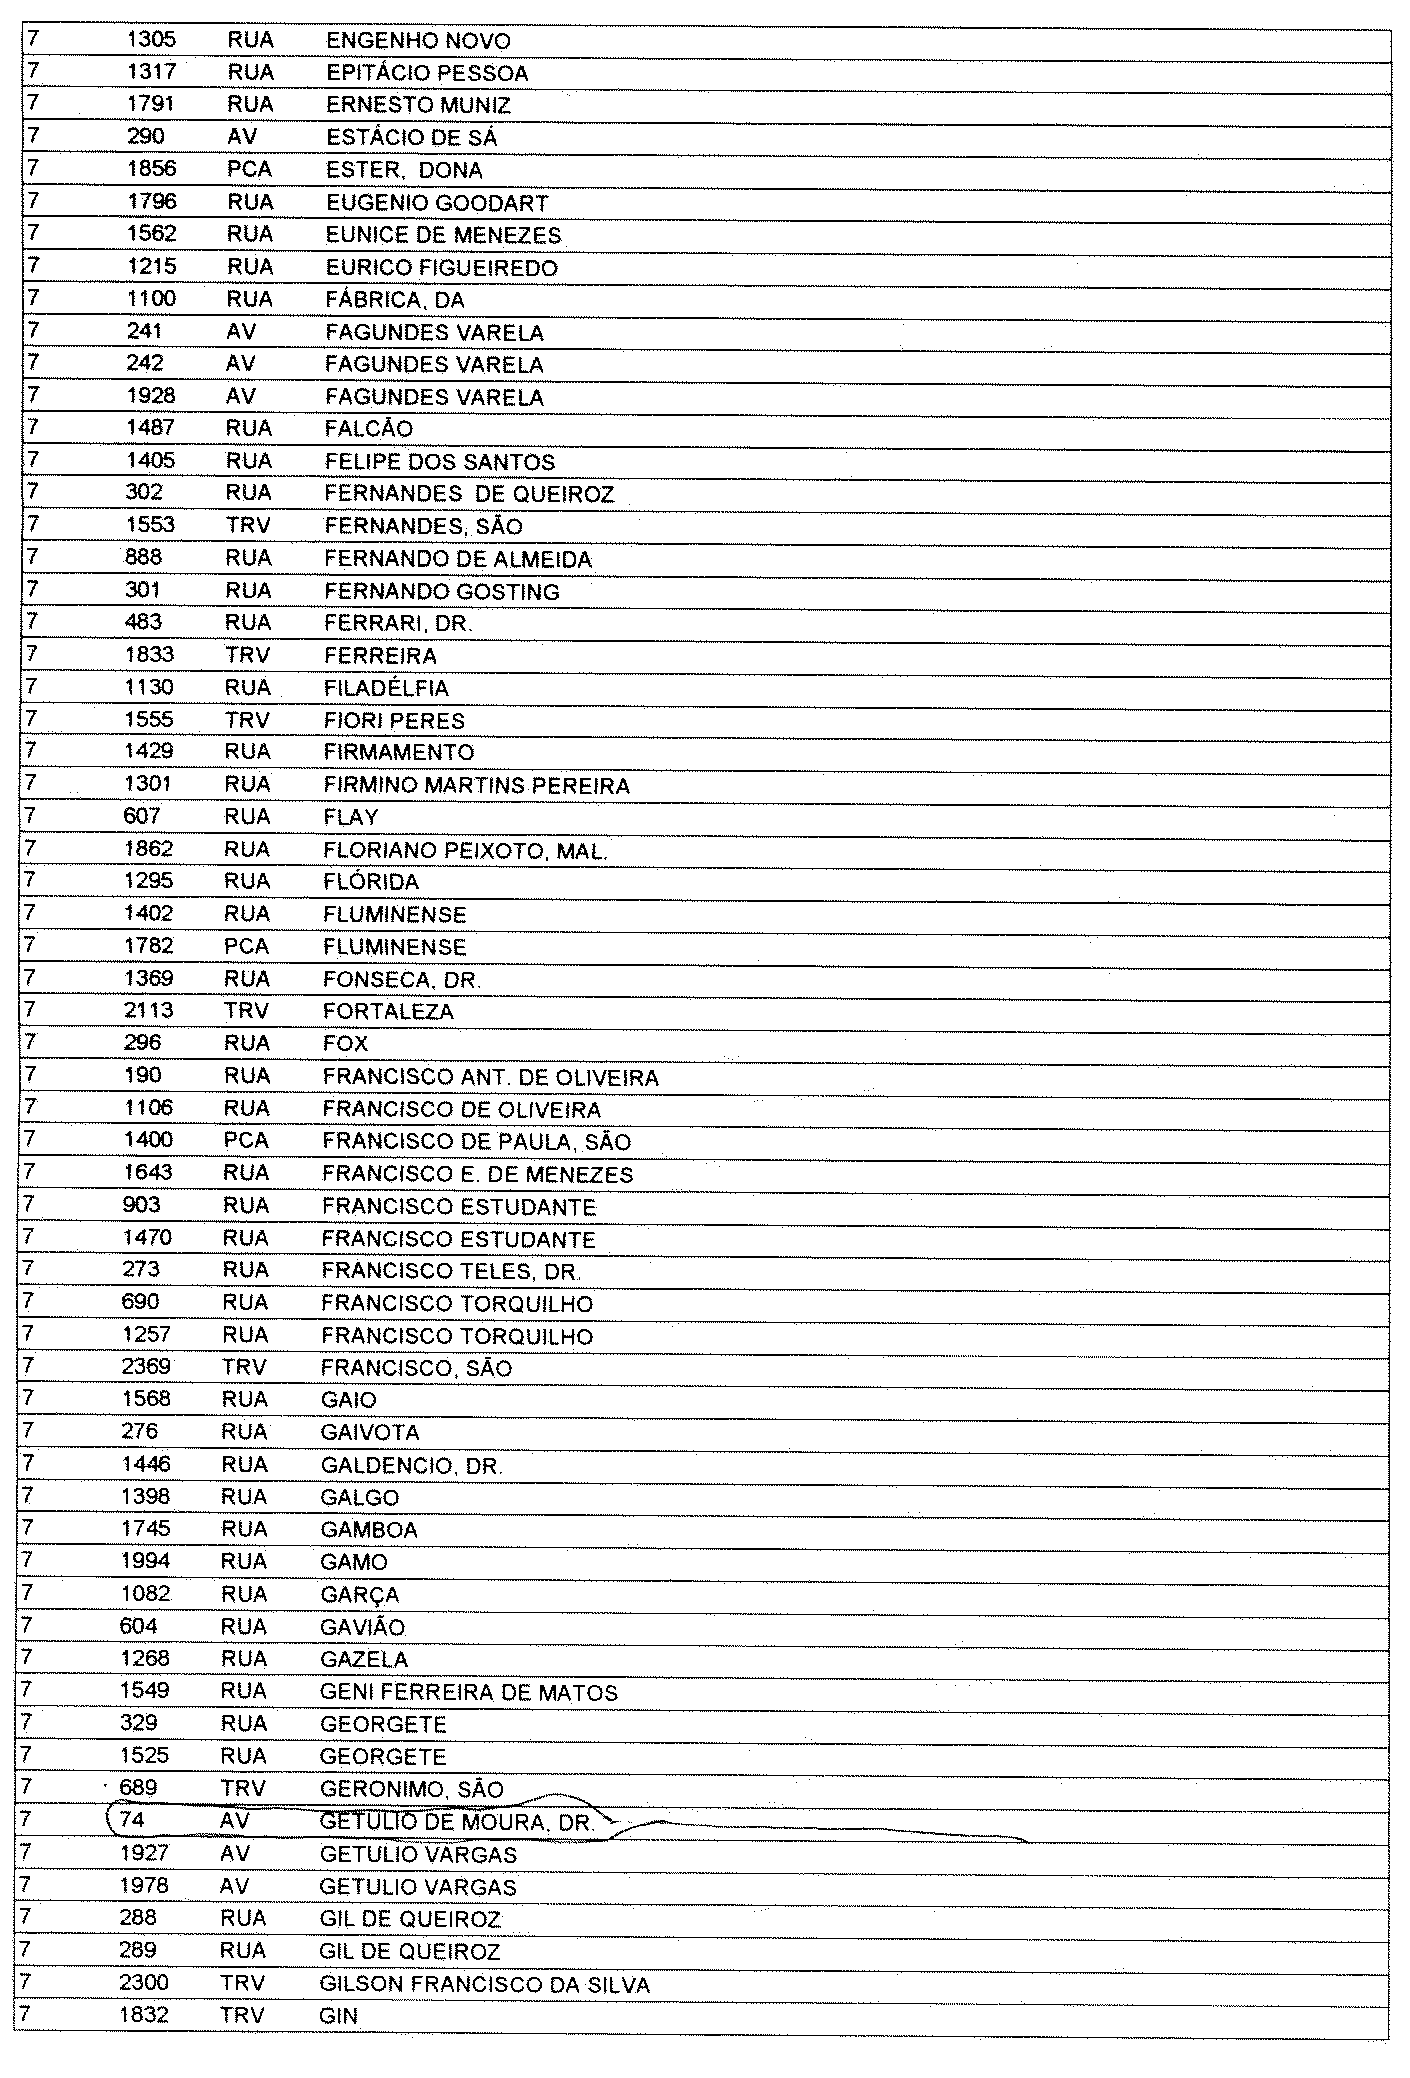 7 1305 RUA ENGENHO NOVO
7 1317 RUA EPITÁCIO PESSOA
7 1791 RUA ERNESTO MUNIZ
7 290 AV ESTÁCIO DE SÁ
7 1856 PCA ESTER, DONA
7 1796 RUA EUGENIO GOODART
7 1562 RUA EUNICE DE MENEZES
7 1215 RUA EURICO FIGUEIREDO
7 1100 RUA FÁBRICA, DA
7 241 AV FAGUNDES VARELA
7 242 AV FAGUNDES VARELA
7 1928 AV FAGUNDES VARELA
7 1487 RUA FALCÃO
7 1405 RUA FELIPE DOS SANTOS
7 302 RUA FERNANDES DE QUEIROZ
7 1553 TRV FERNANDES, SÃO
7 888 RUA FERNANDO DE ALMEIDA
7 301 RUA FERNANDO GOSTING
7 483 RUA FERRARI, DR.
7 1833 TRV FERREIRA
7 1130 RUA FILADÉLFIA
7 1555 TRV FIORI PERES
7 1429 RUA FIRMAMENTO
7 1301 RUA FIRMINO MARTINS PEREIRA
7 607 RUA FLAY
7 1862 RUA FLORIANO PEIXOTO, MAL.
7 1295 RUA FLÓRIDA
7 1402 RUA FLUMINENSE
7 1782 PCA FLUMINENSE
7 1369 RUA FONSECA, DR.
7 2113 TRV FORTALEZA
7 296 RUA FOX
7 190 RUA FRANCISCO ANT. DE OLIVEIRA
7 1106 RUA FRANCISCO DE OLIVEIRA
7 1400 PCA FRANCISCO DE PAULA, SÃO
7 1643 RUA FRANCISCO E. DE MENEZES
7 903 RUA FRANCISCO ESTUDANTE
7 1470 RUA FRANCISCO ESTUDANTE
7 273 RUA FRANCISCO TELES, DR.
7 690 RUA FRANCISCO TORQUILHO
7 1257 RUA FRANCISCO TORQUILHO
7 2369 TRV FRANCISCO, SÃO
7 1568 RUA GAIO
7 276 RUA GAIVOTA
7 1446 RUA GALDENCIO, DR.
7 1398 RUA GALGO
7 1745 RUA GAMBOA
7 1994 RUA GAMO
7 1082 RUA GARÇA
7 604 RUA GAVIÃO
7 1268 RUA GAZELA
7 1549 RUA GENI FERREIRA DE MATOS
7 329 RUA GEORGETE
7 1525 RUA GEORGETE
7 689 TRV GERONIMO, SÃO
7 74 AV GETULIO DE MOURA, DR.
7 1927 AV GETULIO VARGAS
7 1978 AV GETULIO VARGAS
7 288 RUA GIL DE QUEIROZ
7 289 RUA GIL DE QUEIROZ
7 2300 TRV GILSON FRANCISCO DA SILVA
7 1832 TRV GIN